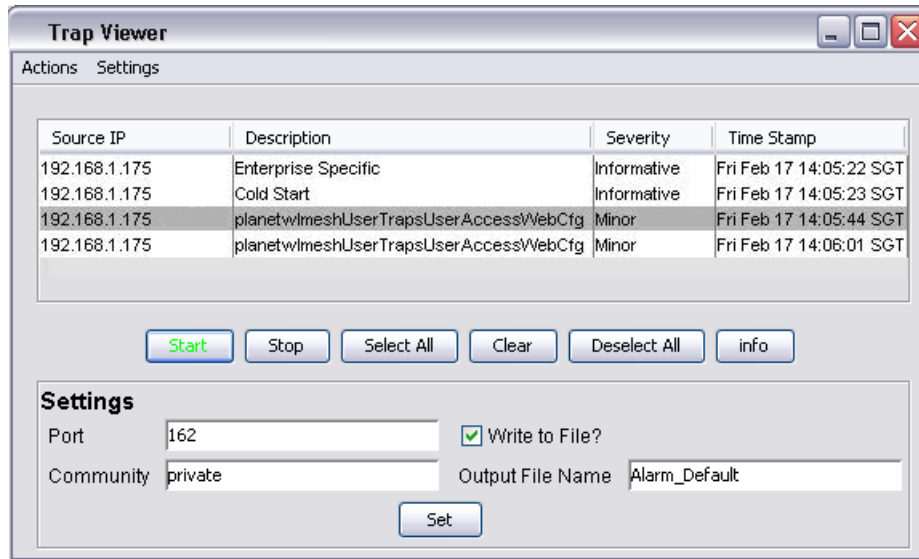 Trap Viewer
Actions Settings
Source IP Description Severity Time Stamp
192.168.1.175 Enterprise Specific Informative Fri Feb 17 14:05:22 SGT
192.168.1.175 Cold Start Informative Fri Feb 17 14:05:23 SGT
192.168.1.175 planetwlmeshUserTrapsUserAccessWebCfg Minor Fri Feb 17 14:05:44 SGT
192.168.1.175 planetwlmeshUserTrapsUserAccessWebCfg Minor Fri Feb 17 14:06:01 SGT
Start Stop Select All Clear Deselect All info
Settings
Port 162 Write to File?
Community private Output File Name Alarm_Default
Set